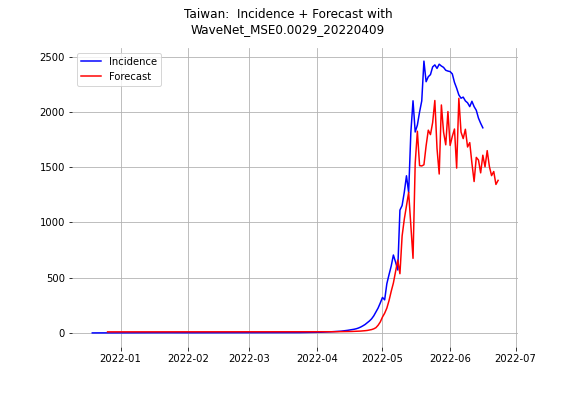 Taiwan:  Incidence + Forecast with
WaveNet_MSE0.0029_20220409
Incidence
Forecast
2500
2000
1500
1000
500
0
2022-01 2022-02 2022-03 2022-04 2022-05 2022-06 2022-07